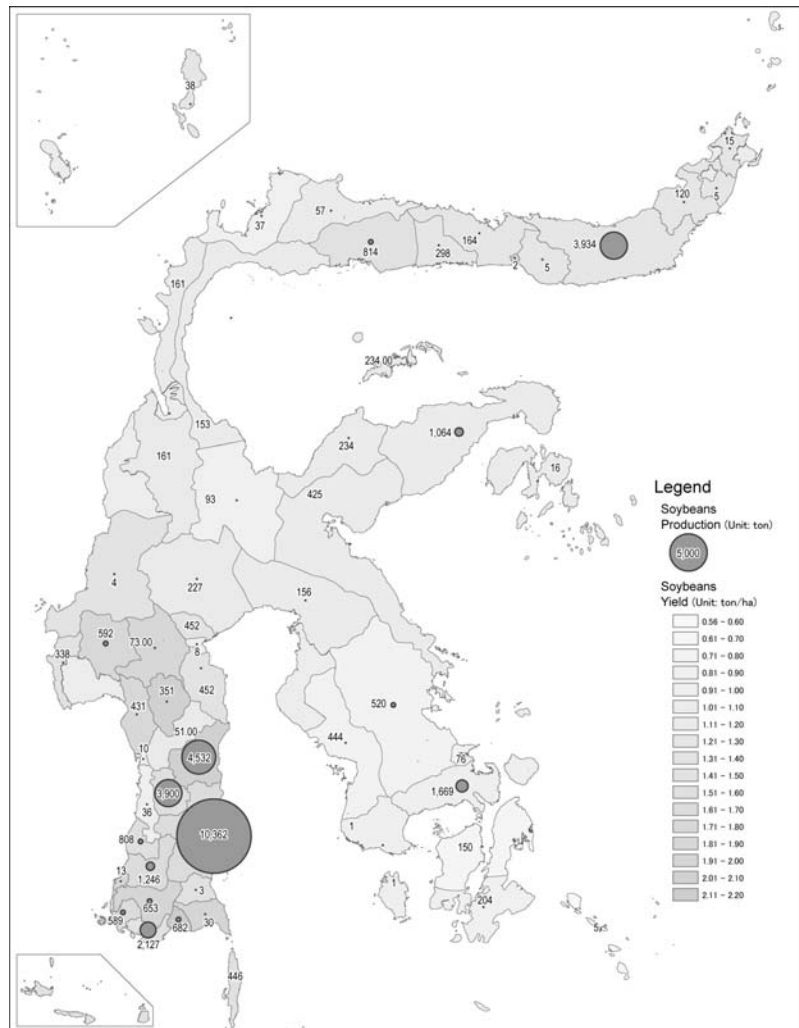 38
15
120
5
37
57
3,934
164
814
298
2
5
161
234.00
153
1,064
234
161
16
425
93
Legend
Soybeans
Production (Unit: ton)
5,000
Soybeans
Yield (Unit: ton/ha)
0.56 – 0.60
0.61 – 0.70
0.71 – 0.80
0.81 – 0.90
0.91 – 1.00
1.01 – 1.10
1.11 – 1.20
1.21 – 1.30
1.31 – 1.40
1.41 – 1.50
1.51 – 1.60
1.61 – 1.70
1.71 – 1.80
1.81 – 1.90
1.91 – 2.00
2.01 – 2.10
2.11 – 2.20
4
227
156
452
592
73.00
338
8
452
351
431
520
51.00
444
10
4,532
76
3,900
1,669
36
10,362
1
808
150
1,246
13
3
1
653
204
589
682
30
2,127
446